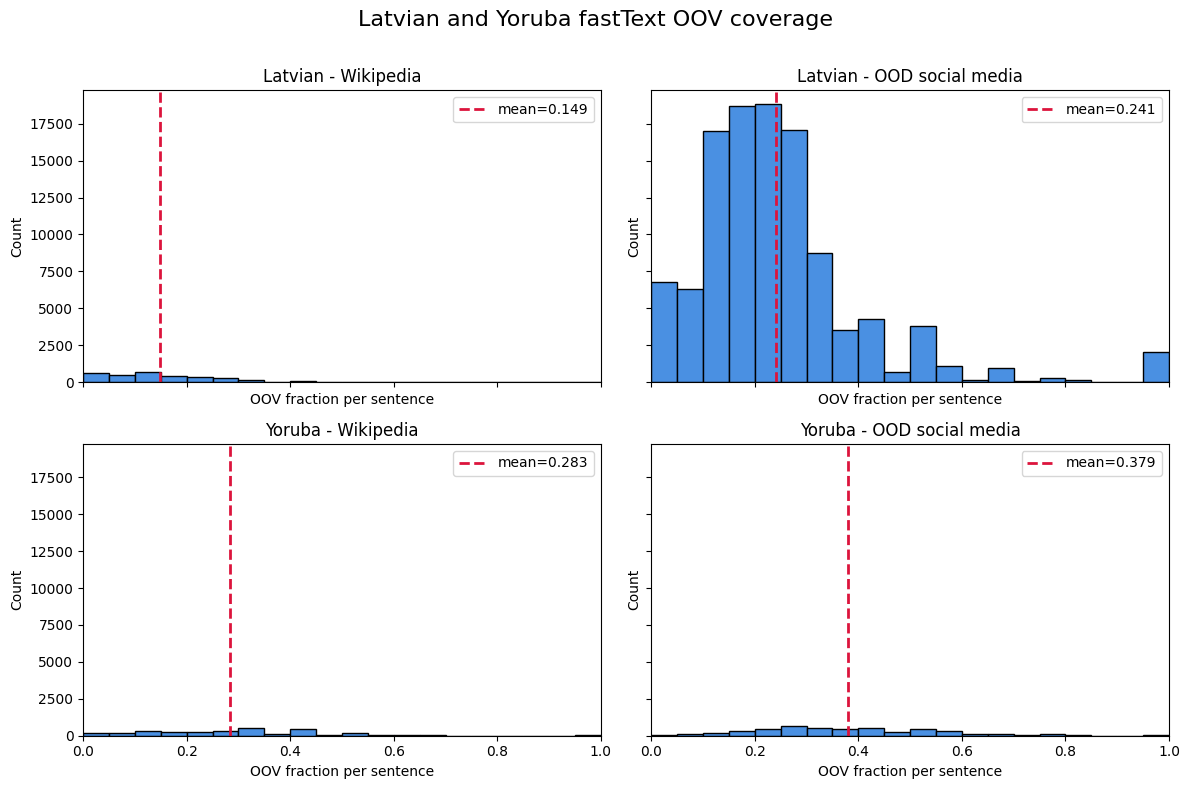 Latvian and Yoruba fastText OOV coverage
Latvian - Wikipedia
mean=0.149
Count
17500
15000
12500
10000
7500
5000
2500
0
OOV fraction per sentence
Latvian - OOD social media
mean=0.241
Count
OOV fraction per sentence
Yoruba - Wikipedia
mean=0.283
Count
17500
15000
12500
10000
7500
5000
2500
0
0.0 0.2 0.4 0.6 0.8 1.0
OOV fraction per sentence
Yoruba - OOD social media
mean=0.379
Count
0.0 0.2 0.4 0.6 0.8 1.0
OOV fraction per sentence